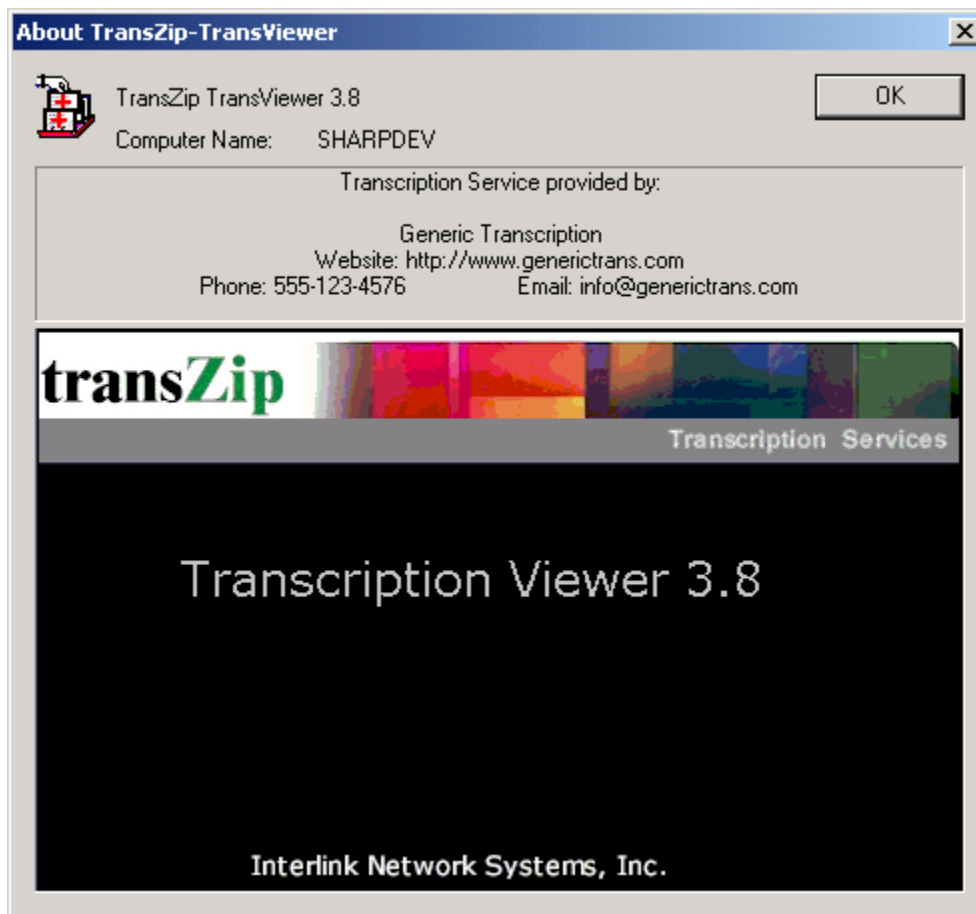 About TransZip-TransViewer
TransZip TransViewer 3.8
OK
Computer Name: SHARPDEV
Transcription Service provided by:
Generic Transcription
Website: http://www.generictrans.com
Phone: 555-123-4576 Email: info@generictrans.com
transZip
Transcription Services
Transcription Viewer 3.8
Interlink Network Systems, Inc.